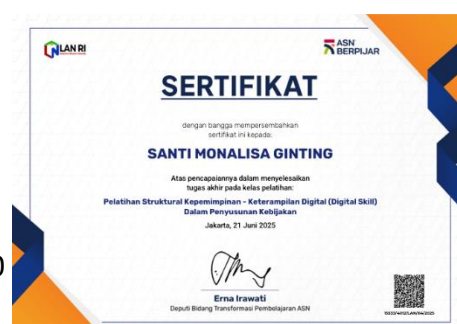 LAN RI
ASN
BERPIJAR
SERTIFIKAT
dengan bangga mempersembahkan
sertifikat ini kepada:
SANTI MONALISA GINTING
Atas pencapaiannya dalam menyelesaikan
tugas akhir pada kelas pelatihan:
Pelatihan Struktural Kepemimpinan - Keterampilan Digital (Digital Skill)
Dalam Penyusunan Kebijakan
Jakarta, 21 Juni 2025
Erna Irawati
Deputi Bidang Transformasi Pembelajaran ASN